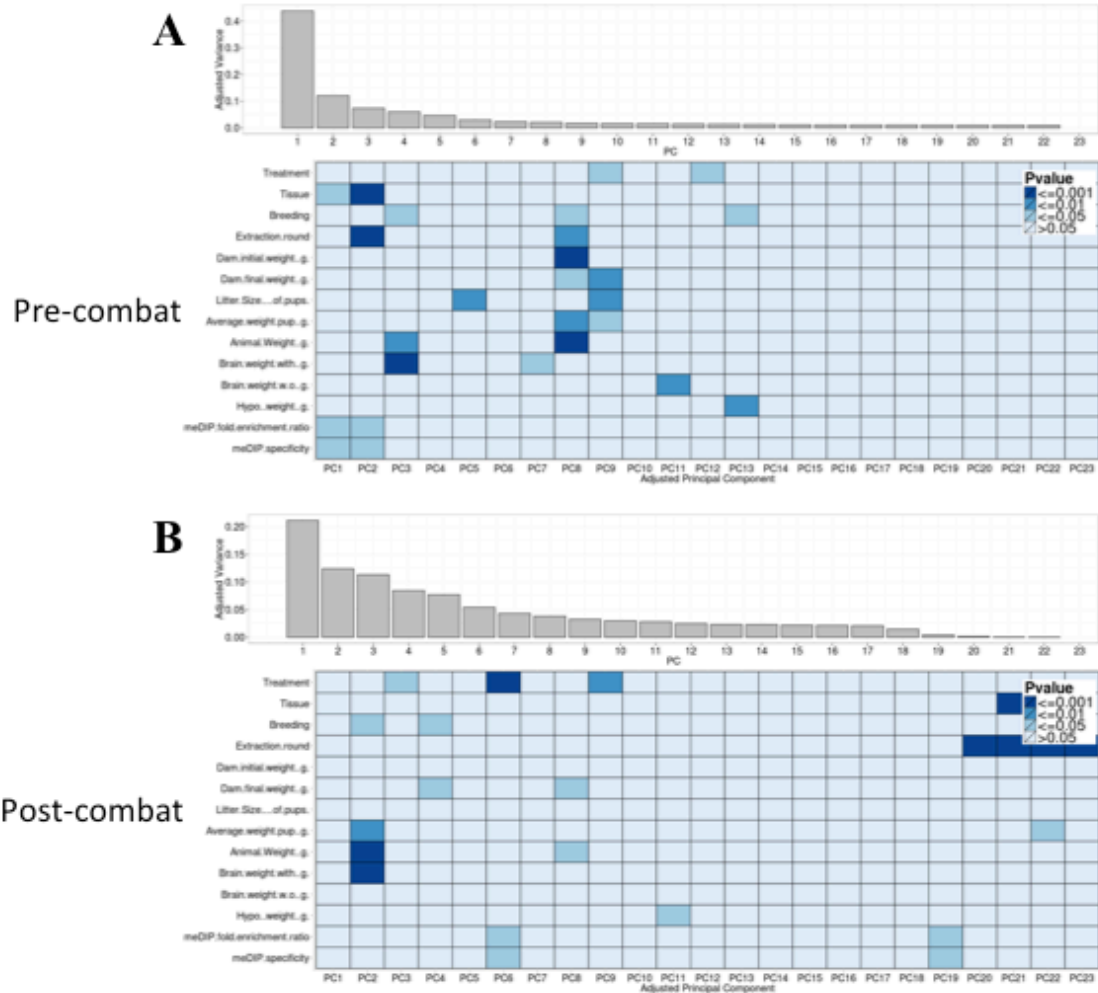 A
Adjusted Variance
0.4
0.3
0.2
0.1
0.0
1 2 3 4 5 6 7 8 9 10 11 12 13 14 15 16 17 18 19 20 21 22 23
PC
Pre-combat
Treatment
Tissue
Breeding
Extraction.round
Dam.initial.weight..g.
Dam.final.weight..g.
Litter.Size....of.pups.
Average.weight.pup..g.
Animal.Weight..g.
Brain.weight.with..g.
Brain.weight.w.o..g.
Hypo..weight..g.
meDIP.fold.enrichment.ratio
meDIP.specificity
Pvalue
<=0.001
<=0.01
<=0.05
>0.05
PC1 PC2 PC3 PC4 PC5 PC6 PC7 PC8 PC9 PC10 PC11 PC12 PC13 PC14 PC15 PC16 PC17 PC18 PC19 PC20 PC21 PC22 PC23
Adjusted Principal Component
B
Adjusted Variance
0.20
0.15
0.10
0.05
0.00
1 2 3 4 5 6 7 8 9 10 11 12 13 14 15 16 17 18 19 20 21 22 23
PC
Post-combat
Treatment
Tissue
Breeding
Extraction.round
Dam.initial.weight..g.
Dam.final.weight..g.
Litter.Size....of.pups.
Average.weight.pup..g.
Animal.Weight..g.
Brain.weight.with..g.
Brain.weight.w.o..g.
Hypo..weight..g.
meDIP.fold.enrichment.ratio
meDIP.specificity
Pvalue
<=0.001
<=0.01
<=0.05
>0.05
PC1 PC2 PC3 PC4 PC5 PC6 PC7 PC8 PC9 PC10 PC11 PC12 PC13 PC14 PC15 PC16 PC17 PC18 PC19 PC20 PC21 PC22 PC23
Adjusted Principal Component